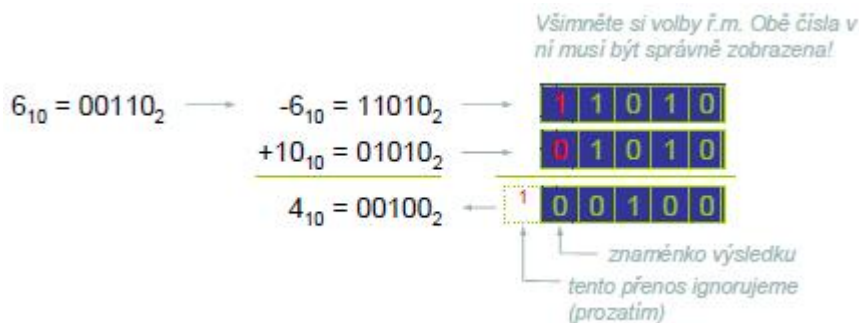 Všimněte si volby ř.m. Obě čísla v
ní musí být správně zobrazena!
6₁₀ = 00110₂ → -6₁₀ = 11010₂ → 1 1 0 1 0
+10₁₀ = 01010₂ → 0 1 0 1 0
4₁₀ = 00100₂ ← 1 0 0 1 0 0
znaménko výsledku
tento přenos ignorujeme
(prozatím)